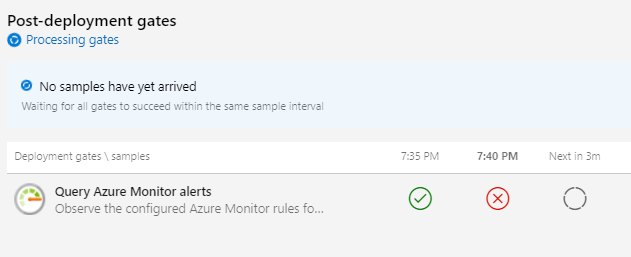 Post-deployment gates
Processing gates
No samples have yet arrived
Waiting for all gates to succeed within the same sample interval
Deployment gates \ samples 7:35 PM 7:40 PM Next in 3m
Query Azure Monitor alerts
Observe the configured Azure Monitor rules fo...